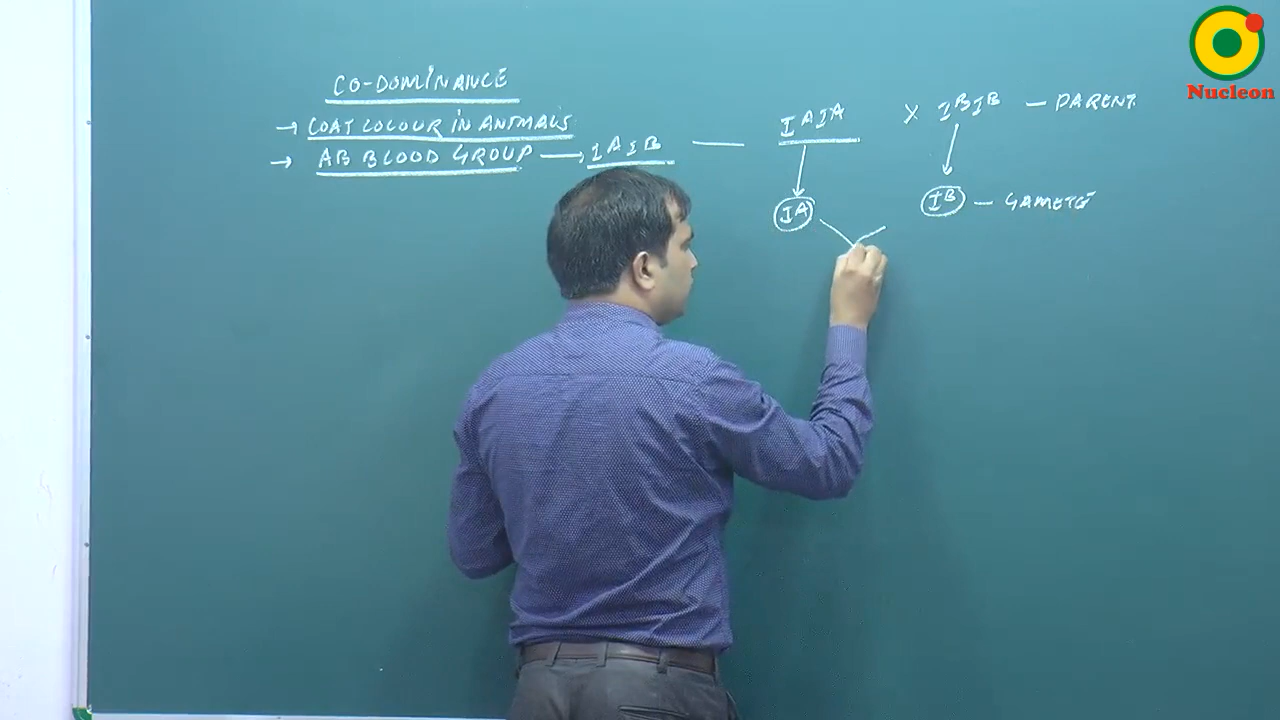 CO-DOMINANCE
→ COAT COLOUR IN ANIMALS
→ AB BLOOD GROUP → IAIB — IAIA × IBIB — PARENT
IA IB — GAMETE
Nucleon